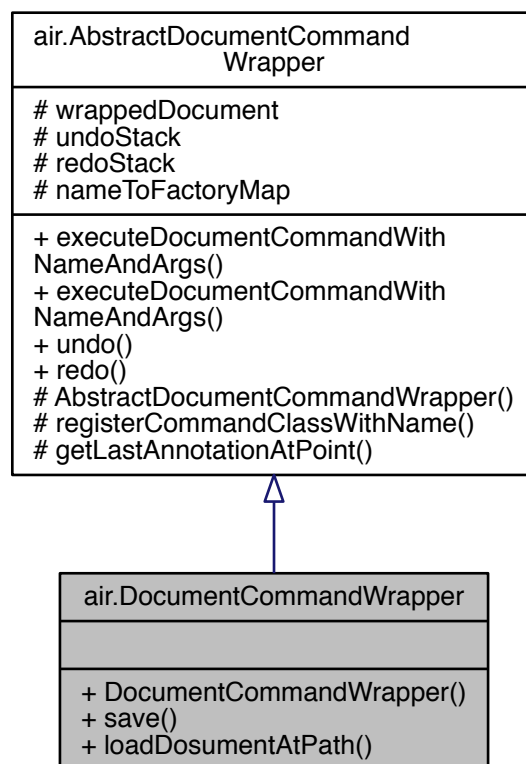 air.AbstractDocumentCommand
Wrapper
# wrappedDocument
# undoStack
# redoStack
# nameToFactoryMap
+ executeDocumentCommandWith
NameAndArgs()
+ executeDocumentCommandWith
NameAndArgs()
+ undo()
+ redo()
# AbstractDocumentCommandWrapper()
# registerCommandClassWithName()
# getLastAnnotationAtPoint()
air.DocumentCommandWrapper
+ DocumentCommandWrapper()
+ save()
+ loadDosumentAtPath()